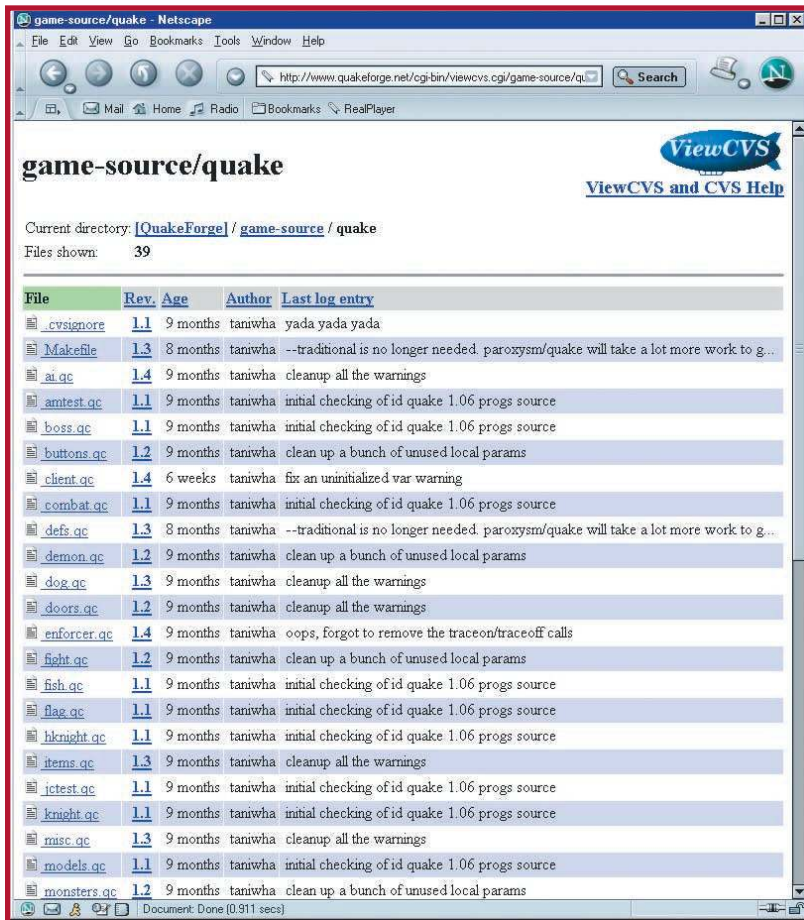 game-source/quake - Netscape
File Edit View Go Bookmarks Tools Window Help
http://www.quakeforge.net/cgi-bin/viewcvs.cgi/game-source/qu Search
Mail Home Radio Bookmarks RealPlayer
ViewCVS
game-source/quake
ViewCVS and CVS Help
Current directory: [QuakeForge] / game-source / quake
Files shown: 39
File Rev. Age Author Last log entry
.cvsignore 1.1 9 months taniwha yada yada yada
Makefile 1.3 8 months taniwha --traditional is no longer needed. paroxysm/quake will take a lot more work to g...
ai.qc 1.4 9 months taniwha cleanup all the warnings
amtest.qc 1.1 9 months taniwha initial checking of id quake 1.06 progs source
boss.qc 1.1 9 months taniwha initial checking of id quake 1.06 progs source
buttons.qc 1.2 9 months taniwha clean up a bunch of unused local params
client.qc 1.4 6 weeks taniwha fix an uninitialized var warning
combat.qc 1.1 9 months taniwha initial checking of id quake 1.06 progs source
defs.qc 1.3 8 months taniwha --traditional is no longer needed. paroxysm/quake will take a lot more work to g...
demon.qc 1.2 9 months taniwha clean up a bunch of unused local params
dog.qc 1.3 9 months taniwha cleanup all the warnings
doors.qc 1.2 9 months taniwha cleanup all the warnings
enforcer.qc 1.4 9 months taniwha oops, forgot to remove the traceon/traceoff calls
fight.qc 1.2 9 months taniwha clean up a bunch of unused local params
fish.qc 1.1 9 months taniwha initial checking of id quake 1.06 progs source
flag.qc 1.1 9 months taniwha initial checking of id quake 1.06 progs source
hknight.qc 1.1 9 months taniwha initial checking of id quake 1.06 progs source
items.qc 1.3 9 months taniwha cleanup all the warnings
jctest.qc 1.1 9 months taniwha initial checking of id quake 1.06 progs source
knight.qc 1.1 9 months taniwha initial checking of id quake 1.06 progs source
misc.qc 1.3 9 months taniwha cleanup all the warnings
models.qc 1.1 9 months taniwha initial checking of id quake 1.06 progs source
monsters.qc 1.2 9 months taniwha clean up a bunch of unused local params
Document: Done (0.911 secs)